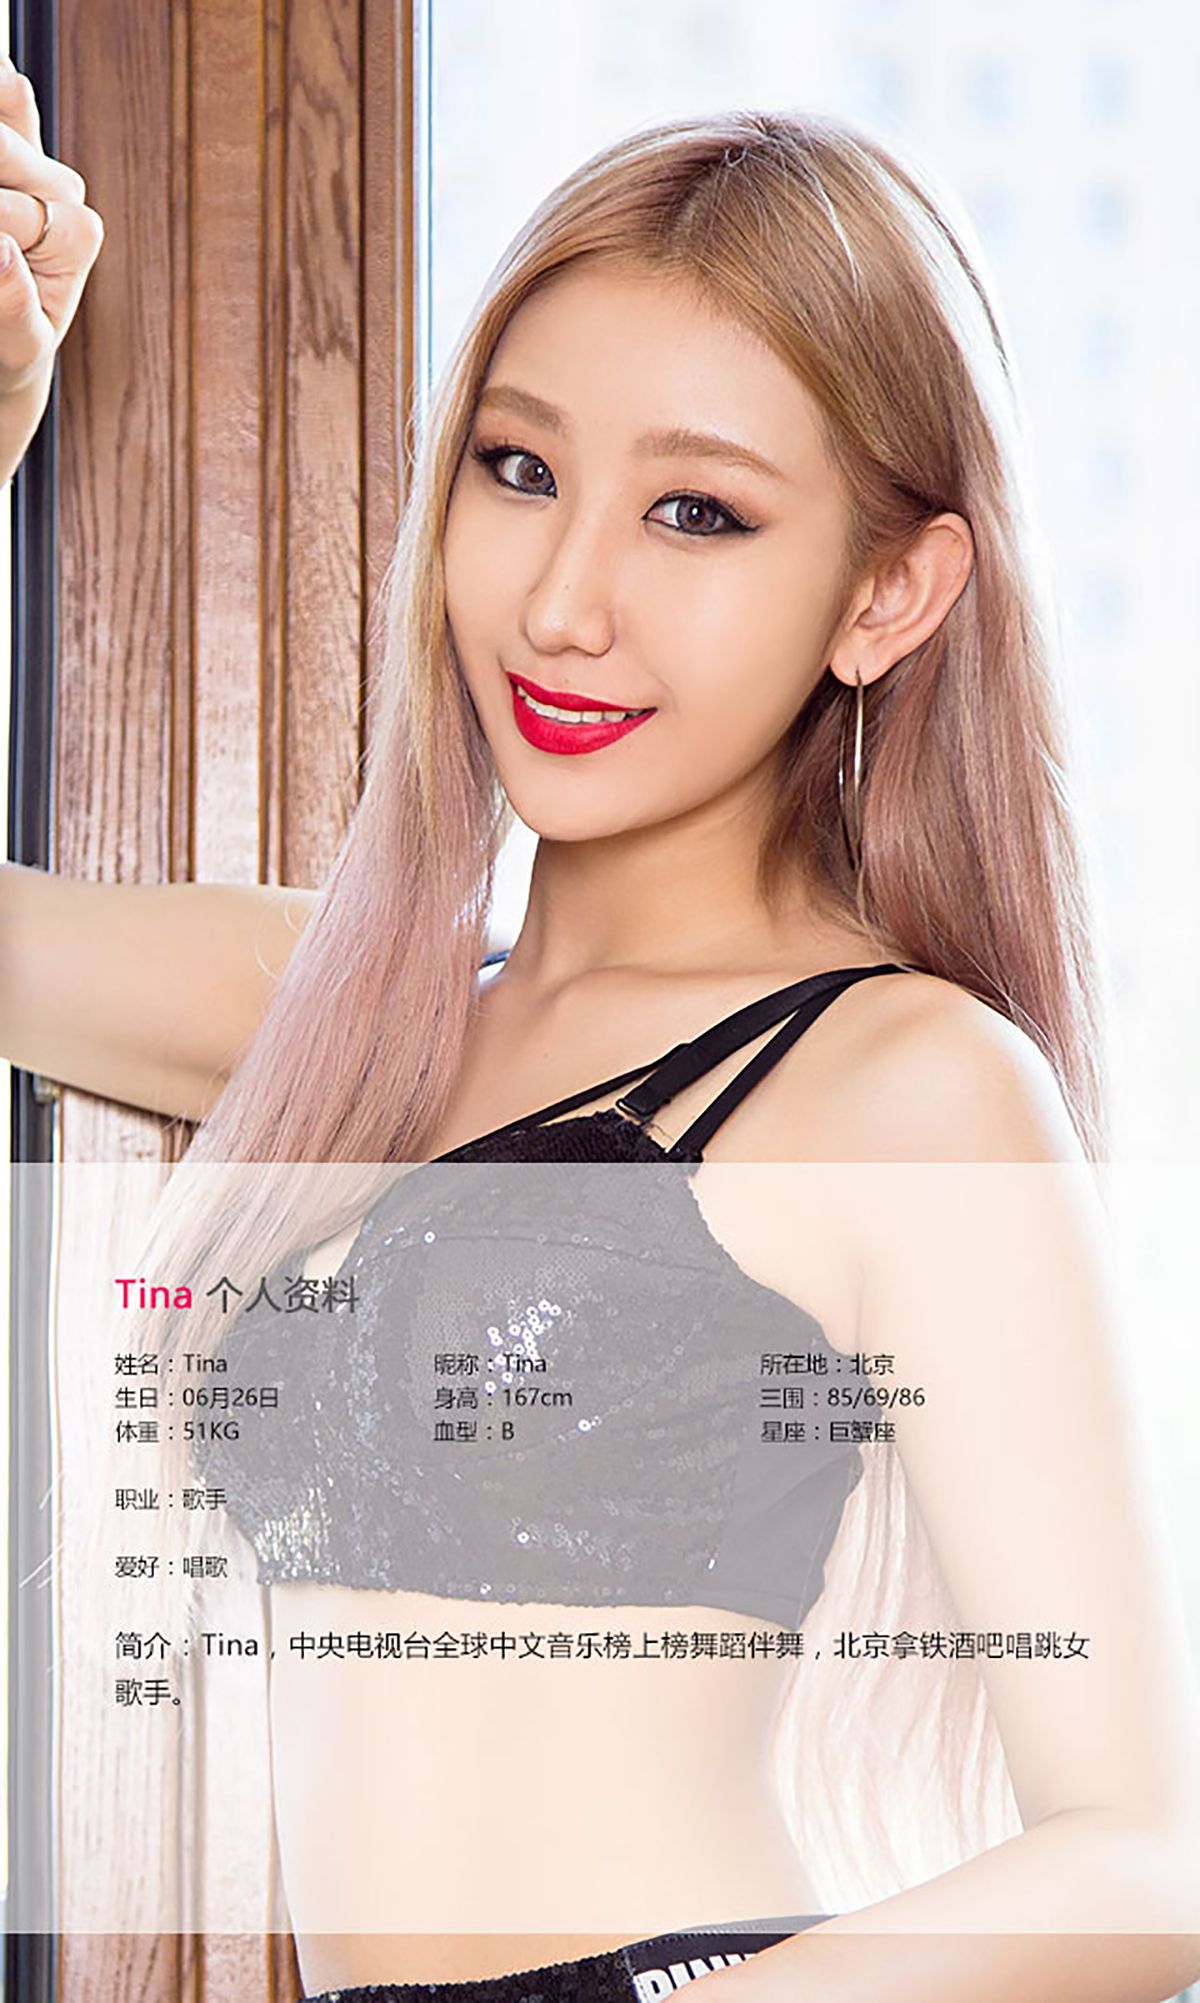 Tina 个人资料
姓名：Tina 昵称：Tina 所在地：北京
生日：06月26日 身高：167cm 三围：85/69/86
体重：51KG 血型：B 星座：巨蟹座
职业：歌手
爱好：唱歌
简介：Tina，中央电视台全球中文音乐榜上榜舞蹈伴舞，北京拿铁酒吧唱跳女
歌手。